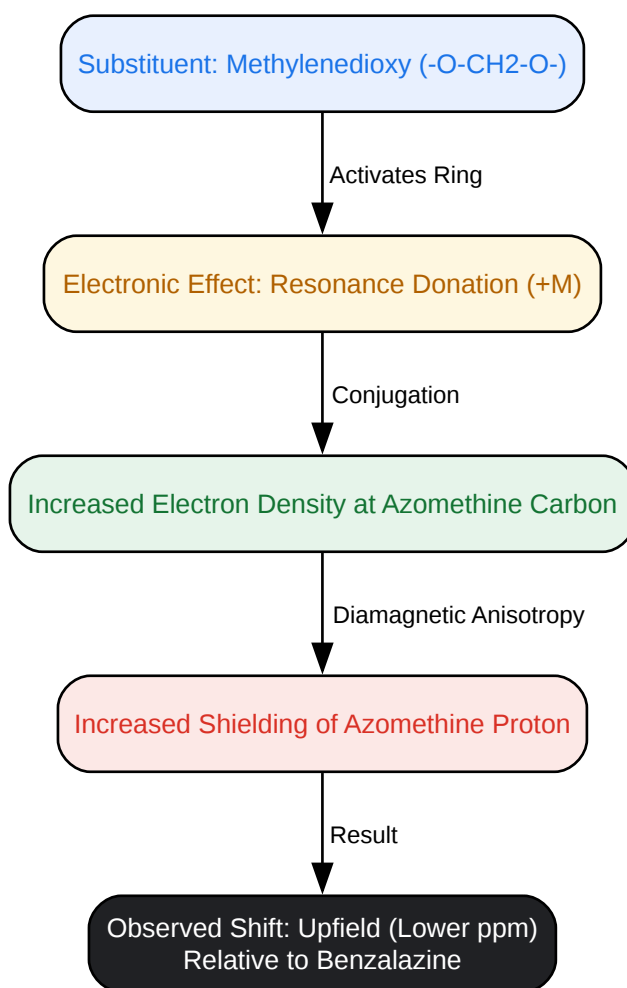 Substituent: Methylenedioxy (-O-CH2-O-)
Activates Ring
Electronic Effect: Resonance Donation (+M)
Conjugation
Increased Electron Density at Azomethine Carbon
Diamagnetic Anisotropy
Increased Shielding of Azomethine Proton
Result
Observed Shift: Upfield (Lower ppm)
Relative to Benzalazine